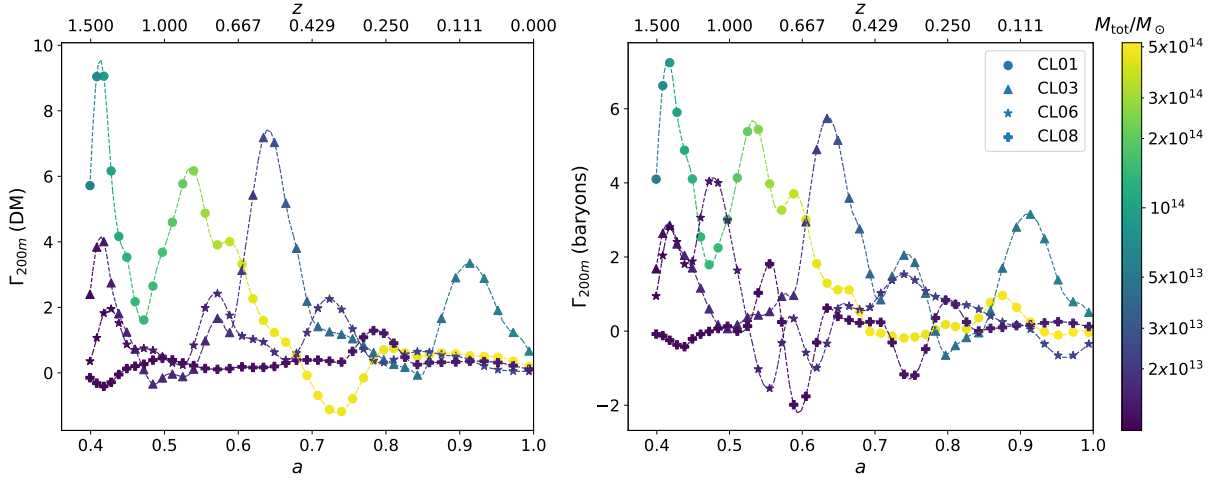 z
z
M_tot/M_⊙
1.500 1.000 0.667 0.429 0.250 0.111 0.000
1.500 1.000 0.667 0.429 0.250 0.111
10
8
6
4
2
0
Γ_200m (DM)
0.4 0.5 0.6 0.7 0.8 0.9 1.0
a
6
4
2
0
−2
Γ_200m (baryons)
CL01
CL03
CL06
CL08
0.4 0.5 0.6 0.7 0.8 0.9 1.0
a
5x10^14
3x10^14
2x10^14
10^14
5x10^13
3x10^13
2x10^13